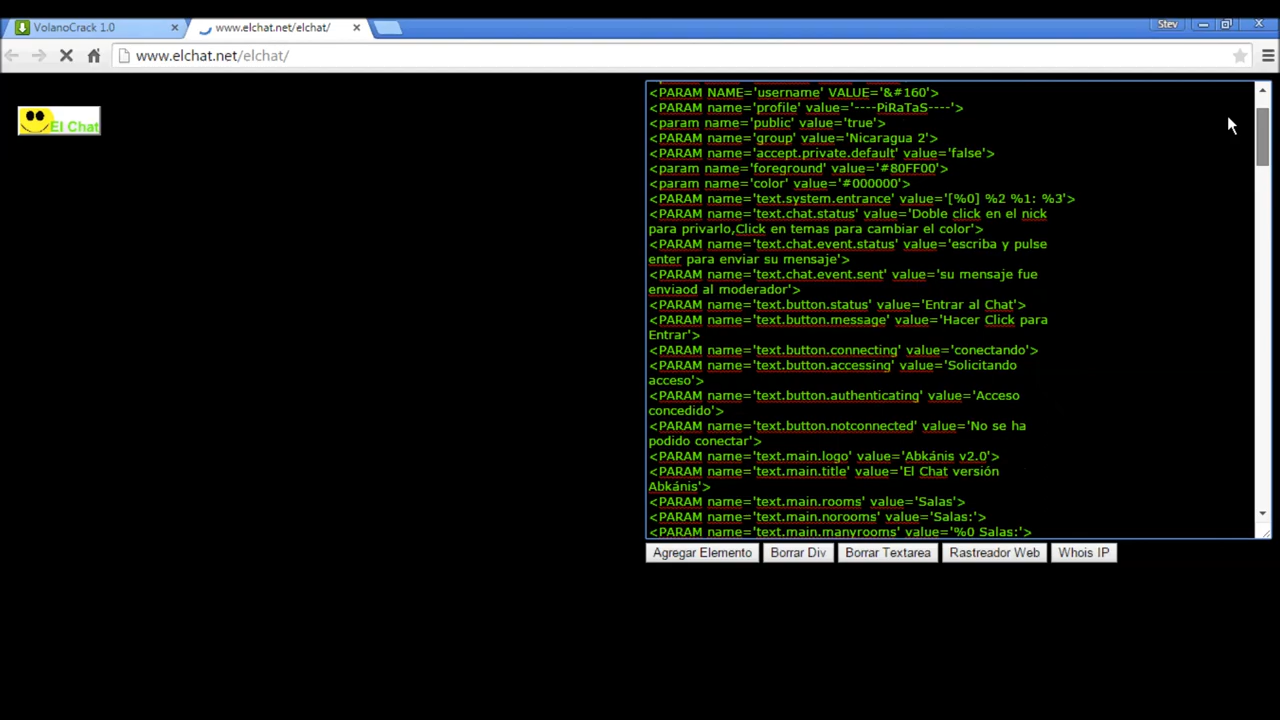 VolanoCrack 1.0
www.elchat.net/elchat/
Stev
www.elchat.net/elchat/
El Chat
<PARAM NAME='username' VALUE='&#160'>
<PARAM name='profile' value='----PiRaTaS----'>
<param name='public' value='true'>
<PARAM name='group' value='Nicaragua 2'>
<PARAM name='accept.private.default' value='false'>
<param name='foreground' value='#80FF00'>
<param name='color' value='#000000'>
<PARAM name='text.system.entrance' value='[%0] %2 %1: %3'>
<PARAM name='text.chat.status' value='Doble click en el nick
para privarlo,Click en temas para cambiar el color'>
<PARAM name='text.chat.event.status' value='escriba y pulse
enter para enviar su mensaje'>
<PARAM name='text.chat.event.sent' value='su mensaje fue
enviaod al moderador'>
<PARAM name='text.button.status' value='Entrar al Chat'>
<PARAM name='text.button.message' value='Hacer Click para
Entrar'>
<PARAM name='text.button.connecting' value='conectando'>
<PARAM name='text.button.accessing' value='Solicitando
acceso'>
<PARAM name='text.button.authenticating' value='Acceso
concedido'>
<PARAM name='text.button.notconnected' value='No se ha
podido conectar'>
<PARAM name='text.main.logo' value='Abkánis v2.0'>
<PARAM name='text.main.title' value='El Chat versión
Abkánis'>
<PARAM name='text.main.rooms' value='Salas'>
<PARAM name='text.main.norooms' value='Salas:'>
<PARAM name='text.main.manyrooms' value='%0 Salas:'>
Agregar Elemento
Borrar Div
Borrar Textarea
Rastreador Web
Whois IP